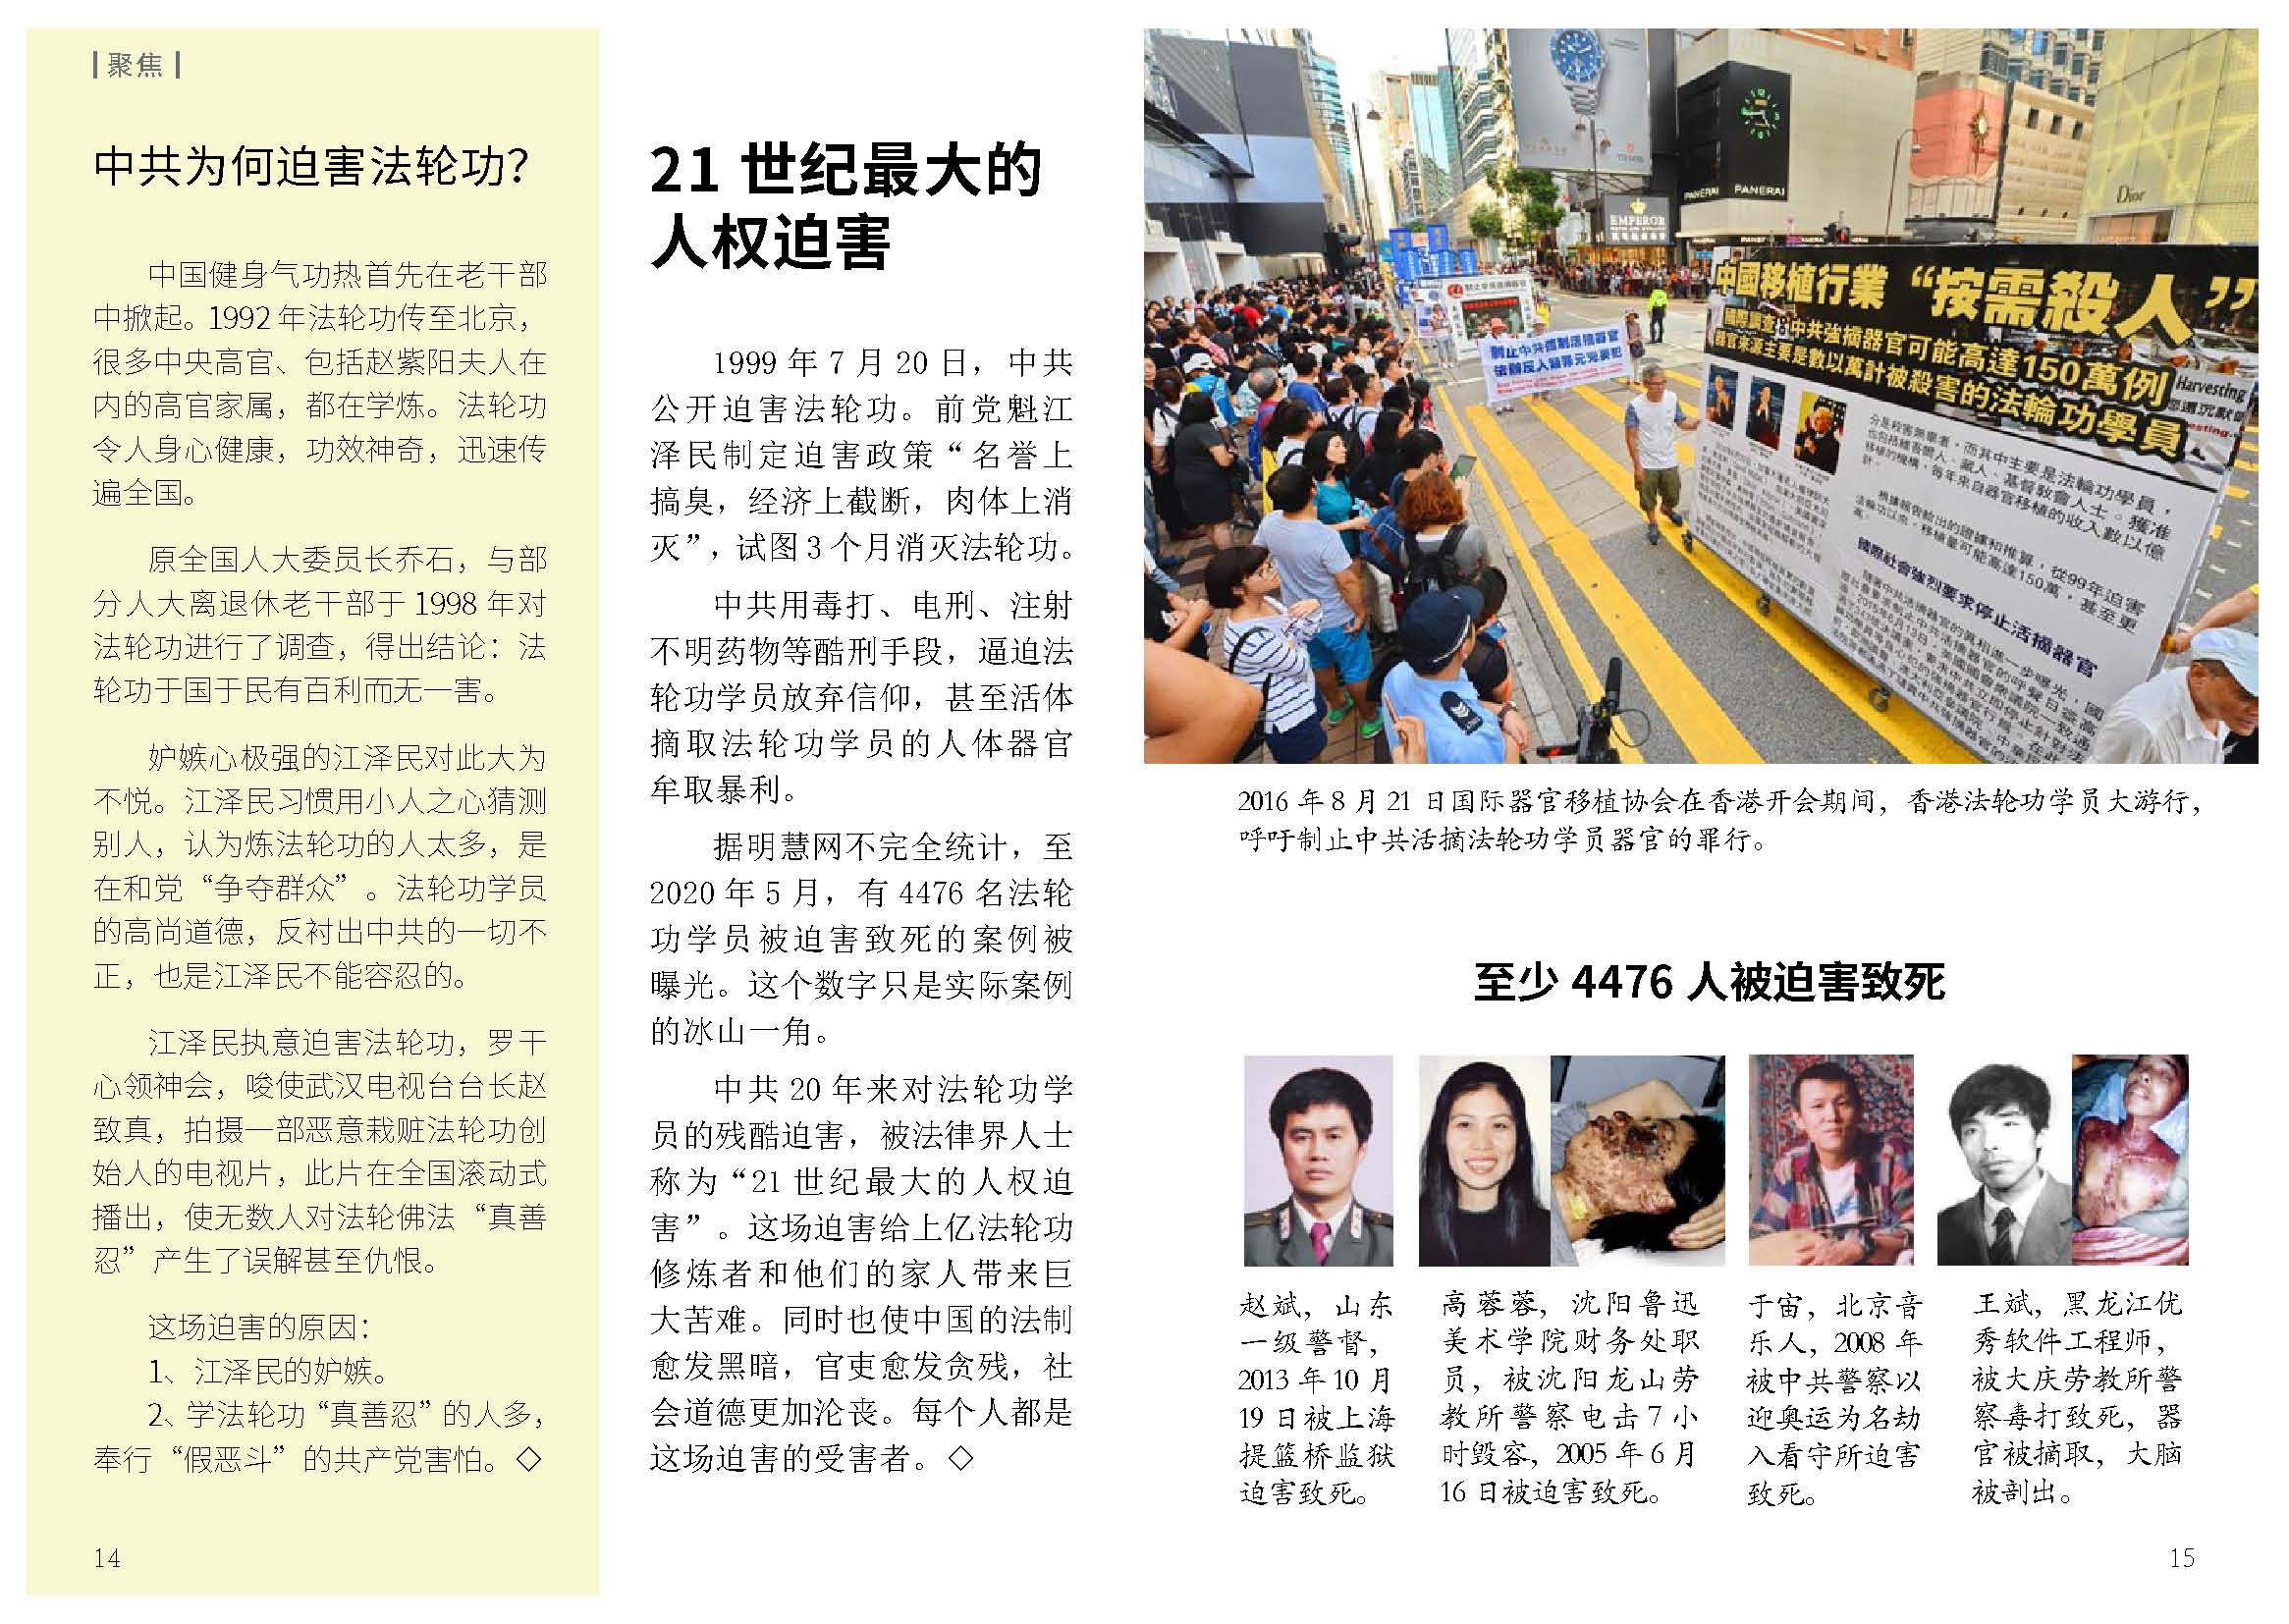 聚焦
中共为何迫害法轮功？
中国健身气功热首先在老干部
中掀起。1992年法轮功传至北京，
很多中央高官、包括赵紫阳夫人在
内的高官家属，都在学炼。法轮功
令人身心健康，功效神奇，迅速传
遍全国。
原全国人大委员长乔石，与部
分人大离退休老干部于 1998 年对
法轮功进行了调查，得出结论：法
轮功于国于民有百利而无一害。
妒嫉心极强的江泽民对此大为
不悦。江泽民习惯用小人之心猜测
别人，认为炼法轮功的人太多，是
在和党“争夺群众”。法轮功学员
的高尚道德，反衬出中共的一切不
正，也是江泽民不能容忍的。
江泽民执意迫害法轮功，罗干
心领神会，唆使武汉电视台台长赵
致真，拍摄一部恶意栽赃法轮功创
始人的电视片，此片在全国滚动式
播出，使无数人对法轮佛法“真善
忍”产生了误解甚至仇恨。
这场迫害的原因：
1、江泽民的妒嫉。
2、学法轮功“真善忍”的人多，
奉行“假恶斗”的共产党害怕。◇
14
21 世纪最大的
人权迫害
1999 年 7 月 20 日，中共
公开迫害法轮功。前党魁江
泽民制定迫害政策“名誉上
搞臭，经济上截断，肉体上消
灭”，试图3个月消灭法轮功。
中共用毒打、电刑、注射
不明药物等酷刑手段，逼迫法
轮功学员放弃信仰，甚至活体
摘取法轮功学员的人体器官
牟取暴利。
据明慧网不完全统计，至
2020 年 5 月，有 4476 名法轮
功学员被迫害致死的案例被
曝光。这个数字只是实际案例
的冰山一角。
中共 20 年来对法轮功学
员的残酷迫害，被法律界人士
称为“21 世纪最大的人权迫
害”。这场迫害给上亿法轮功
修炼者和他们的家人带来巨
大苦难。同时也使中国的法制
愈发黑暗，官吏愈发贪残，社
会道德更加沦丧。每个人都是
这场迫害的受害者。◇
PANERAI
PANERAI
EMPEROR
Dior
中國移植行業“按需殺人”
國際調查：中共強摘器官可能高達150萬例
器官來源主要是數以萬計被殺害的法輪功學員
Harvesting
國際社會強烈要求停止活摘器官
2016 年 8 月 21 日国际器官移植协会在香港开会期间，香港法轮功学员大游行，
呼吁制止中共活摘法轮功学员器官的罪行。
至少 4476 人被迫害致死
赵斌，山东
一级警督，
2013 年 10 月
19 日被上海
提篮桥监狱
迫害致死。
高蓉蓉，沈阳鲁迅
美术学院财务处职
员，被沈阳龙山劳
教所警察电击 7 小
时毁容，2005 年 6 月
16 日被迫害致死。
于宙，北京音
乐人，2008 年
被中共警察以
迎奥运为名劫
入看守所迫害
致死。
王斌，黑龙江优
秀软件工程师，
被大庆劳教所警
察毒打致死，器
官被摘取，大脑
被剖出。
15